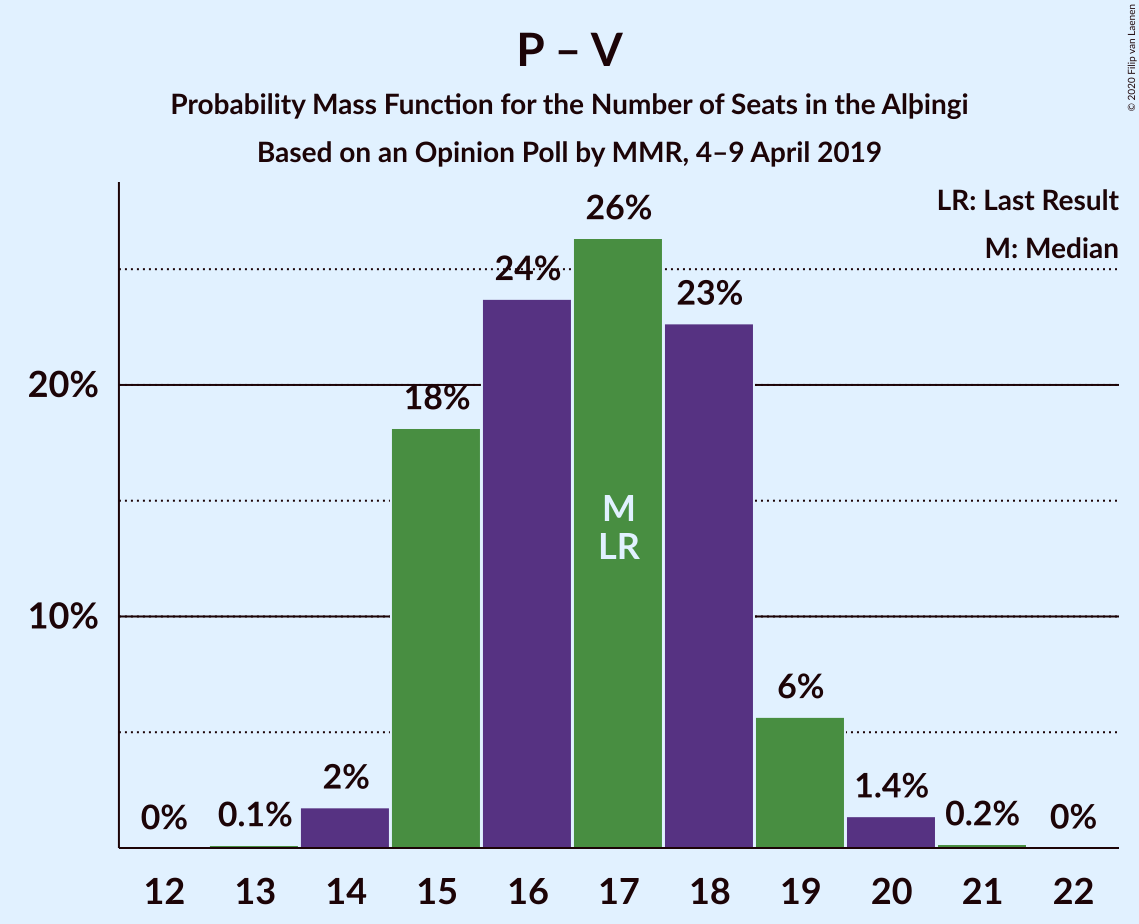 P – V
Probability Mass Function for the Number of Seats in the Alþingi
Based on an Opinion Poll by MMR, 4–9 April 2019
© 2020 Filip van Laenen
LR: Last Result
M: Median
26%
24%
23%
20%
18%
M
LR
10%
6%
2%
1.4%
0%
0.1%
0.2%
0%
12 13 14 15 16 17 18 19 20 21 22